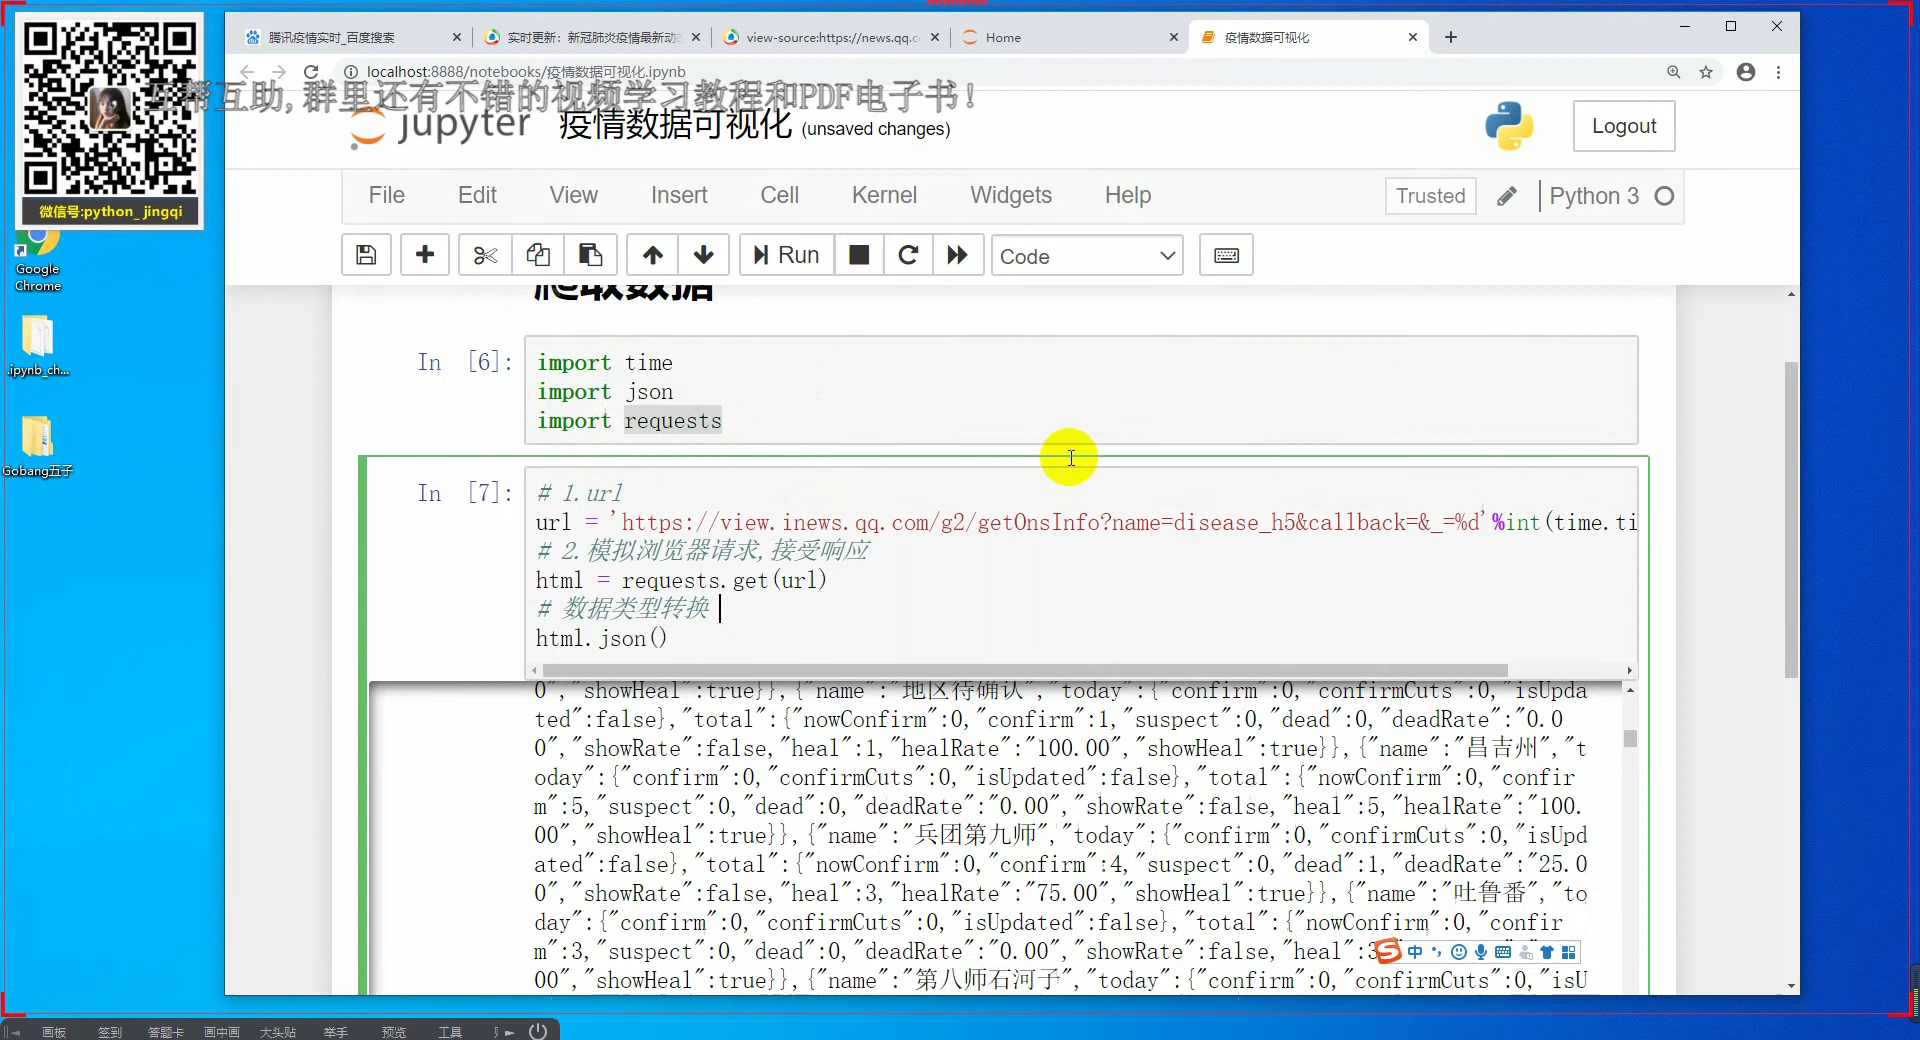 腾讯疫情实时_百度搜索
实时更新：新冠肺炎疫情最新动态
view-source:https://news.qq.c
Home
疫情数据可视化
localhost:8888/notebooks/疫情数据可视化.ipynb
互帮互助,群里还有不错的视频学习教程和PDF电子书!
微信号:python_jingqi
jupyter 疫情数据可视化 (unsaved changes)
Logout
File Edit View Insert Cell Kernel Widgets Help
Trusted
Python 3
Run
Code
Google Chrome
.ipynb_ch...
Gobang五子
爬取数据
In [6]:
import time
import json
import requests
In [7]:
# 1.url
url = 'https://view.inews.qq.com/g2/getOnsInfo?name=disease_h5&callback=&_=%d'%int(time.ti
# 2.模拟浏览器请求,接受响应
html = requests.get(url)
# 数据类型转换
html.json()
0","showHeal":true}},{"name":"地区待确认","today":{"confirm":0,"confirmCuts":0,"isUpda
ted":false},"total":{"nowConfirm":0,"confirm":1,"suspect":0,"dead":0,"deadRate":"0.0
0","showRate":false,"heal":1,"healRate":"100.00","showHeal":true}},{"name":"昌吉州","t
oday":{"confirm":0,"confirmCuts":0,"isUpdated":false},"total":{"nowConfirm":0,"confir
m":5,"suspect":0,"dead":0,"deadRate":"0.00","showRate":false,"heal":5,"healRate":"100.
00","showHeal":true}},{"name":"兵团第九师","today":{"confirm":0,"confirmCuts":0,"isUpd
ated":false},"total":{"nowConfirm":0,"confirm":4,"suspect":0,"dead":1,"deadRate":"25.0
0","showRate":false,"heal":3,"healRate":"75.00","showHeal":true}},{"name":"吐鲁番","to
day":{"confirm":0,"confirmCuts":0,"isUpdated":false},"total":{"nowConfirm":0,"confir
m":3,"suspect":0,"dead":0,"deadRate":"0.00","showRate":false,"heal":3
中
00","showHeal":true}},{"name":"第八师石河子","today":{"confirm":0,"confirmCuts":0,"isU
画板 签到 答题卡 画中画 大头贴 举手 预览 工具